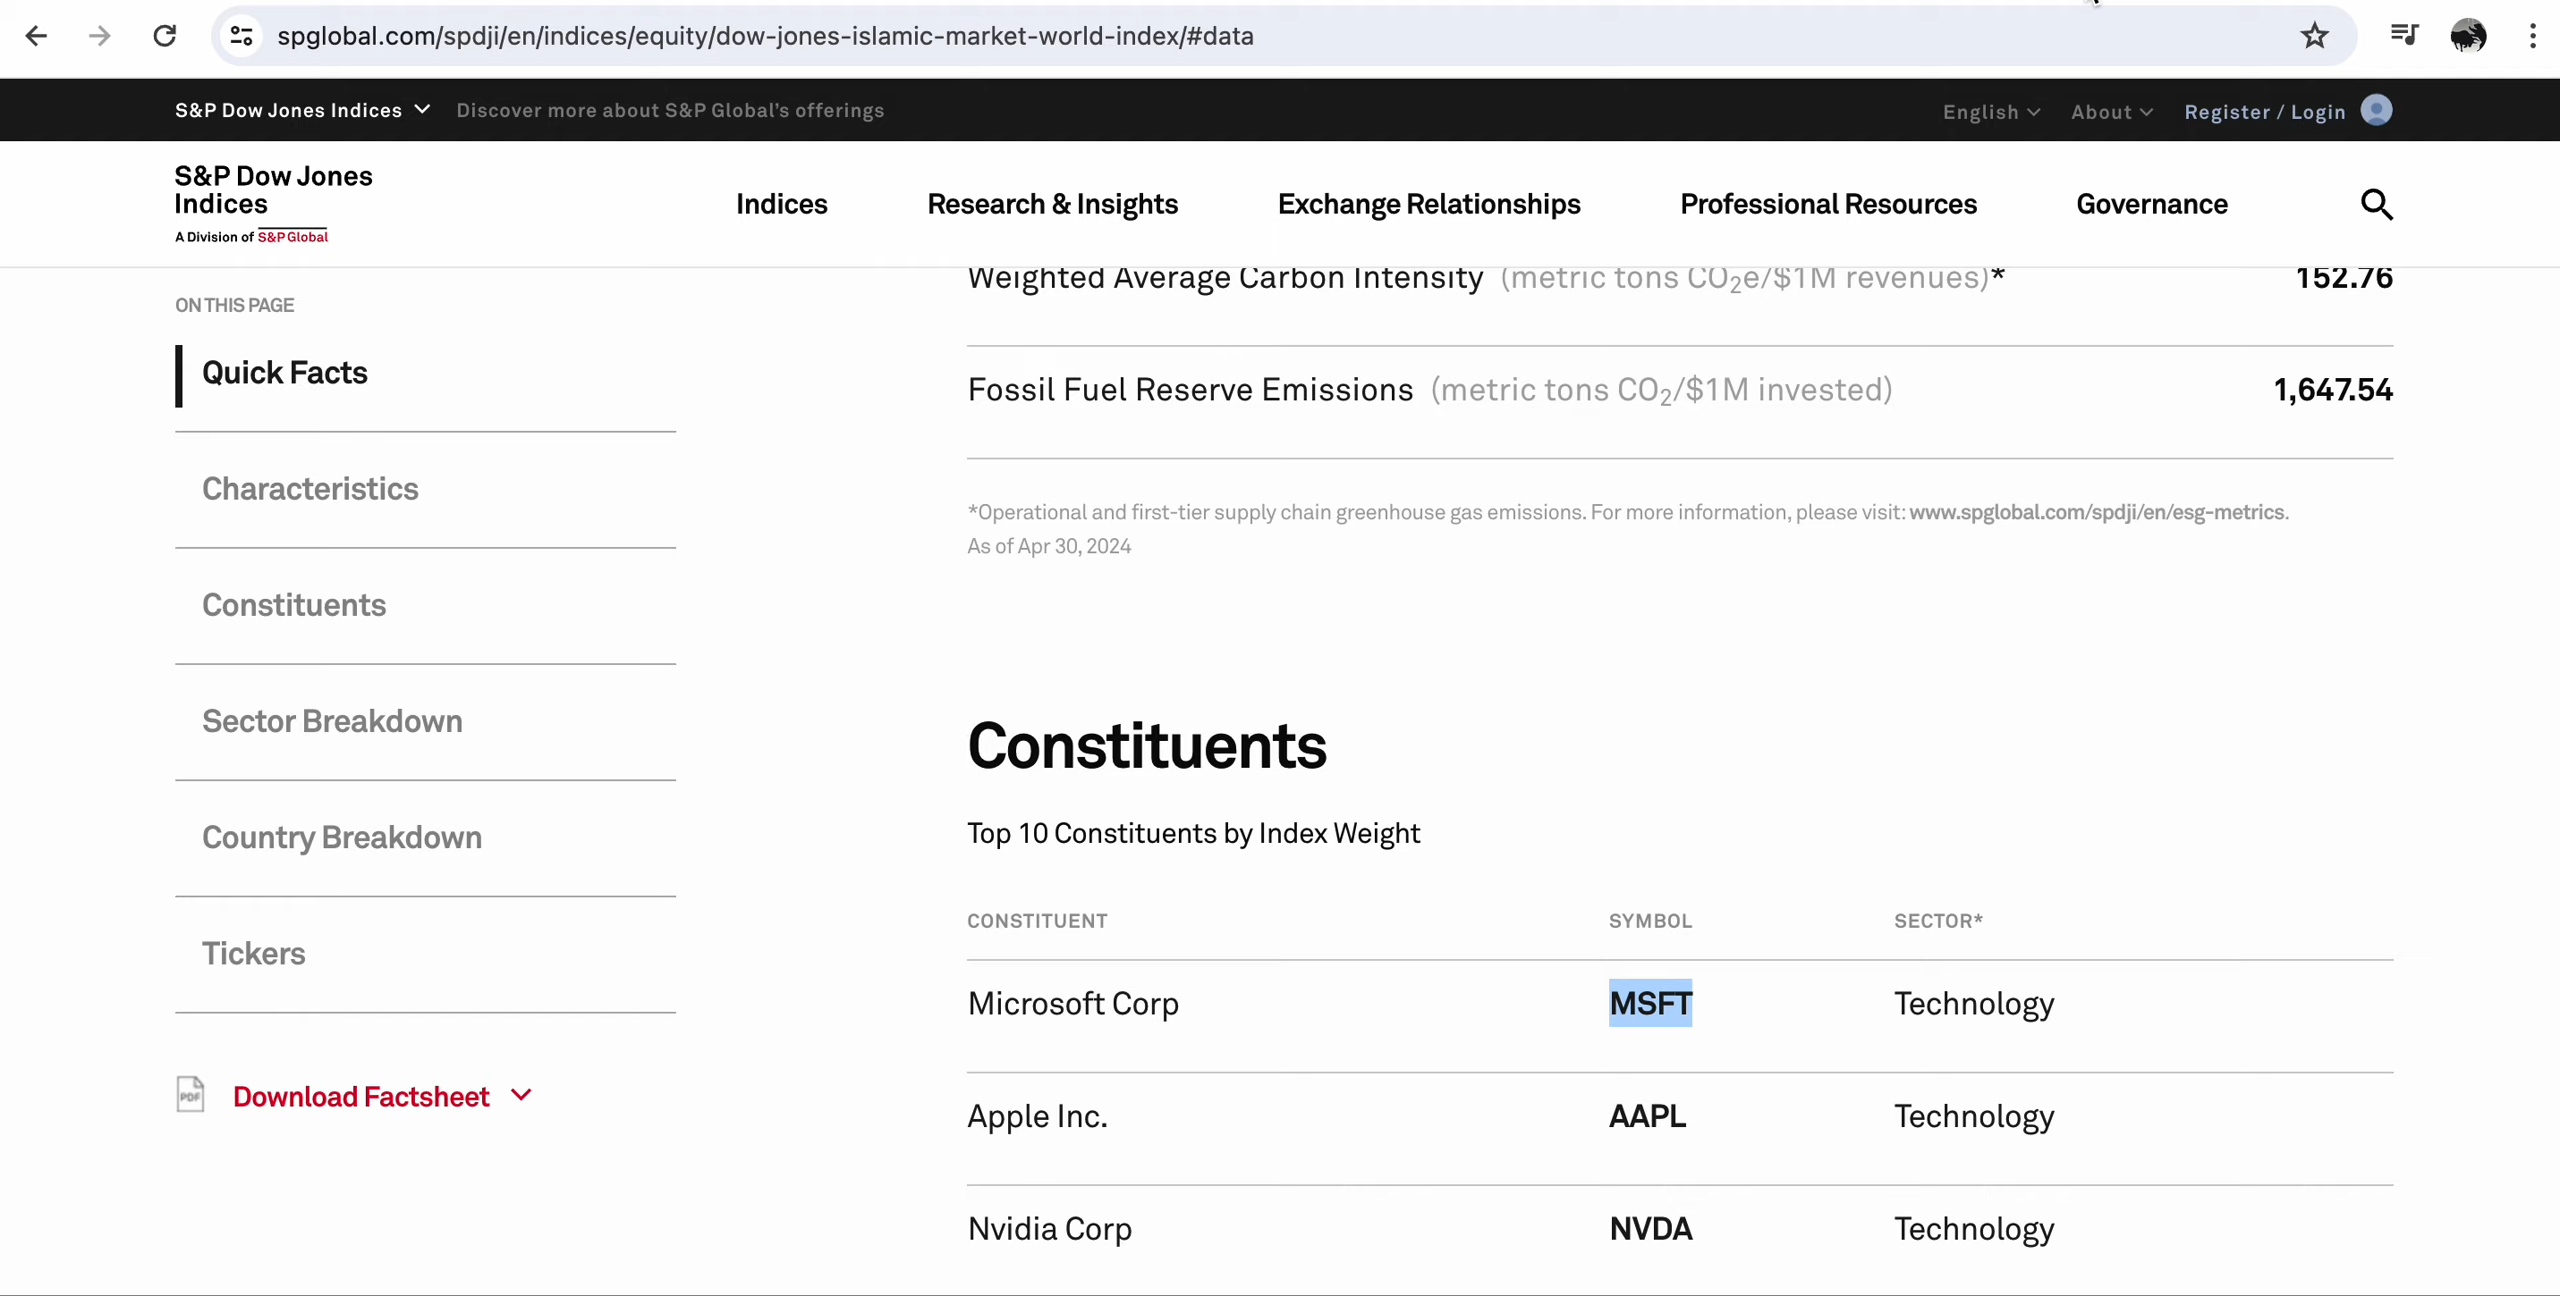 spglobal.com/spdji/en/indices/equity/dow-jones-islamic-market-world-index/#data
S&P Dow Jones Indices Discover more about S&P Global's offerings English About Register / Login
S&P Dow Jones
Indices
A Division of S&P Global
Indices Research & Insights Exchange Relationships Professional Resources Governance
ON THIS PAGE
Quick Facts
Characteristics
Constituents
Sector Breakdown
Country Breakdown
Tickers
PDF Download Factsheet
Weighted Average Carbon Intensity (metric tons CO₂e/$1M revenues)* 152.76
Fossil Fuel Reserve Emissions (metric tons CO₂/$1M invested) 1,647.54
*Operational and first-tier supply chain greenhouse gas emissions. For more information, please visit: www.spglobal.com/spdji/en/esg-metrics.
As of Apr 30, 2024
Constituents
Top 10 Constituents by Index Weight
CONSTITUENT SYMBOL SECTOR*
Microsoft Corp MSFT Technology
Apple Inc. AAPL Technology
Nvidia Corp NVDA Technology